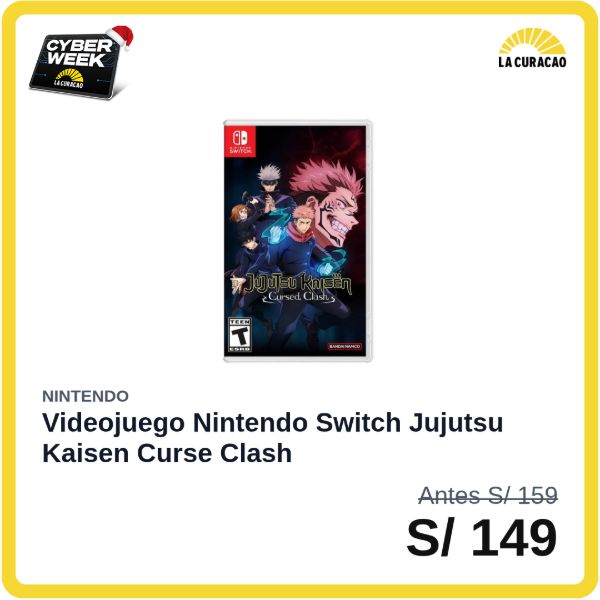 CYBER
WEEK
LA CURACAO
LA CURACAO
NINTENDO
SWITCH
JUJUTSU KAISEN
Cursed Clash
TEEN
T
ESRB
BANDAI NAMCO
NINTENDO
Videojuego Nintendo Switch Jujutsu
Kaisen Curse Clash
Antes S/ 159
S/ 149